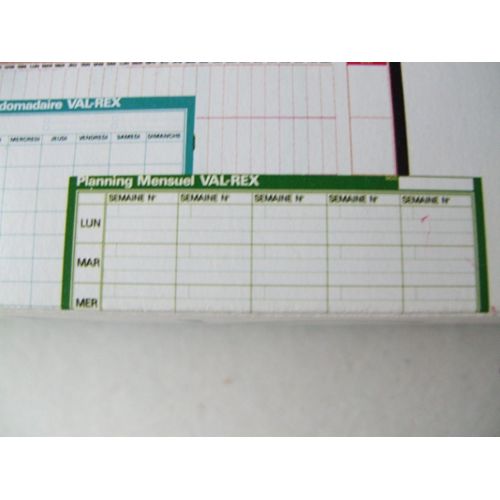 domadaire VAL-REX
MERCREDI JEUDI VENDREDI SAMEDI DIMANCHE
Planning Mensuel VAL-REX
SEMAINE N° SEMAINE N° SEMAINE N° SEMAINE N° SEMAINE N°
LUN
MAR
MER